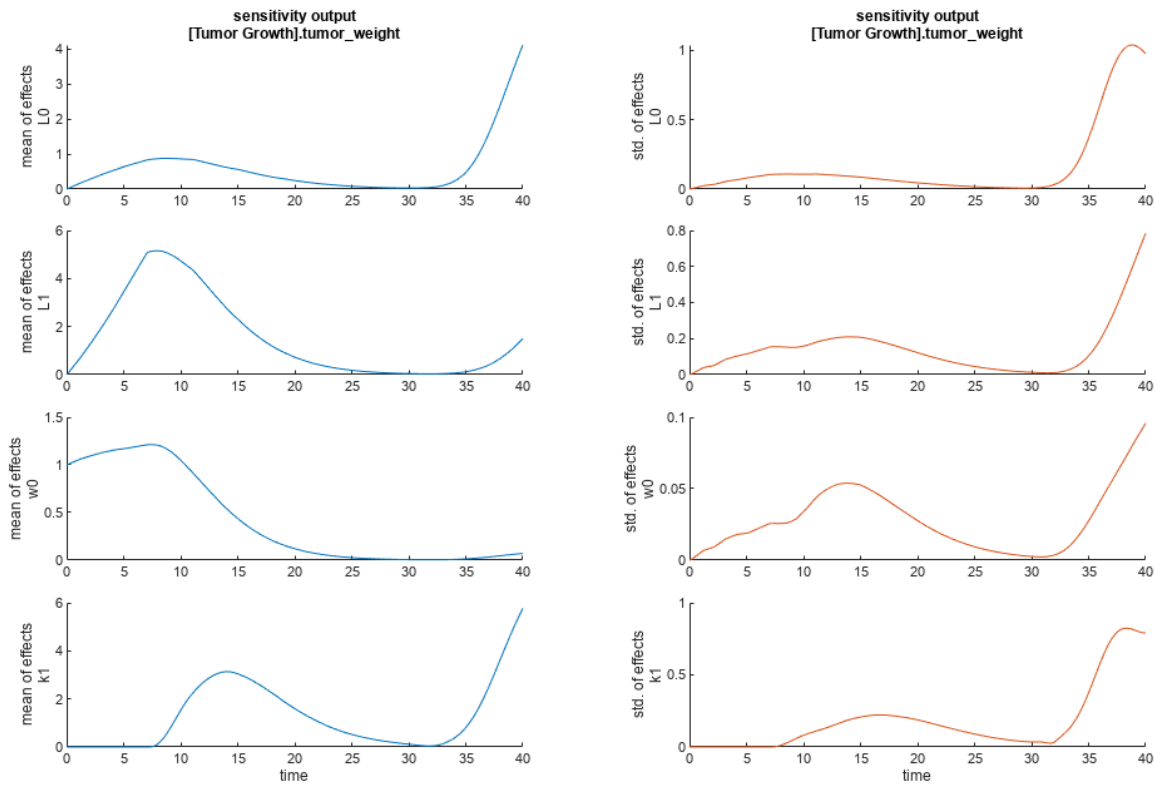 sensitivity output
[Tumor Growth].tumor_weight
mean of effects
L0
4
3
2
1
0
0 5 10 15 20 25 30 35 40
mean of effects
L1
6
4
2
0
0 5 10 15 20 25 30 35 40
mean of effects
w0
1.5
1
0.5
0
0 5 10 15 20 25 30 35 40
mean of effects
k1
6
4
2
0
0 5 10 15 20 25 30 35 40
time
sensitivity output
[Tumor Growth].tumor_weight
std. of effects
L0
1
0.5
0
0 5 10 15 20 25 30 35 40
std. of effects
L1
0.8
0.6
0.4
0.2
0
0 5 10 15 20 25 30 35 40
std. of effects
w0
0.1
0.05
0
0 5 10 15 20 25 30 35 40
std. of effects
k1
1
0.5
0
0 5 10 15 20 25 30 35 40
time